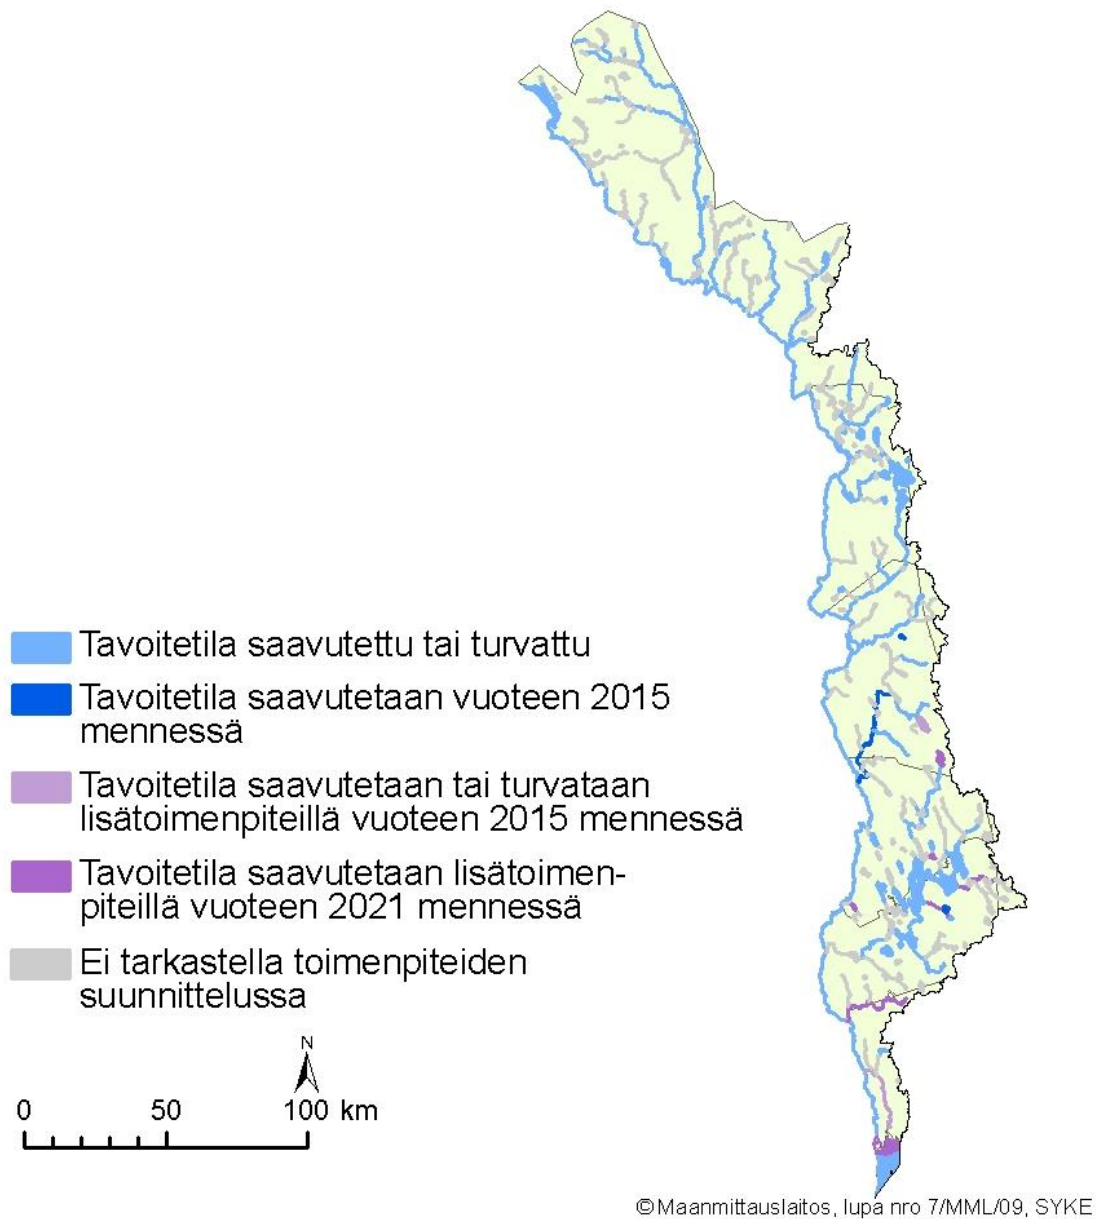 Tavoitetila saavutettu tai turvattu
Tavoitetila saavutetaan vuoteen 2015
mennessä
Tavoitetila saavutetaan tai turvataan
lisätoimenpiteillä vuoteen 2015 mennessä
Tavoitetila saavutetaan lisätoimen-
piteillä vuoteen 2021 mennessä
Ei tarkastella toimenpiteiden
suunnittelussa
N
0 50 100 km
©Maanmittauslaitos, lupa nro 7/MML/09, SYKE